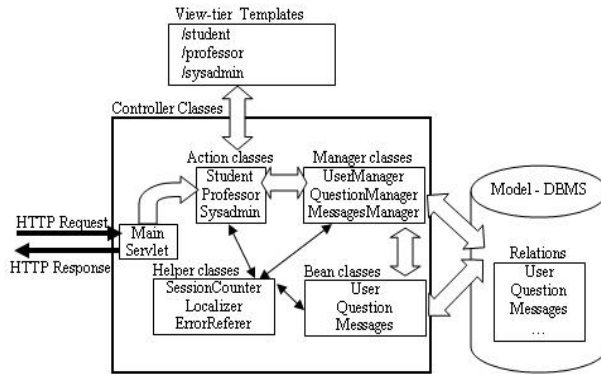 View-tier Templates
/student
/professor
/sysadmin
Controller Classes
Action classes
Student
Professor
Sysadmin
Manager classes
UserManager
QuestionManager
MessagesManager
Model - DBMS
HTTP Request
HTTP Response
Main
Servlet
Helper classes
SessionCounter
Localizer
ErrorReferer
Bean classes
User
Question
Messages
Relations
User
Question
Messages
...